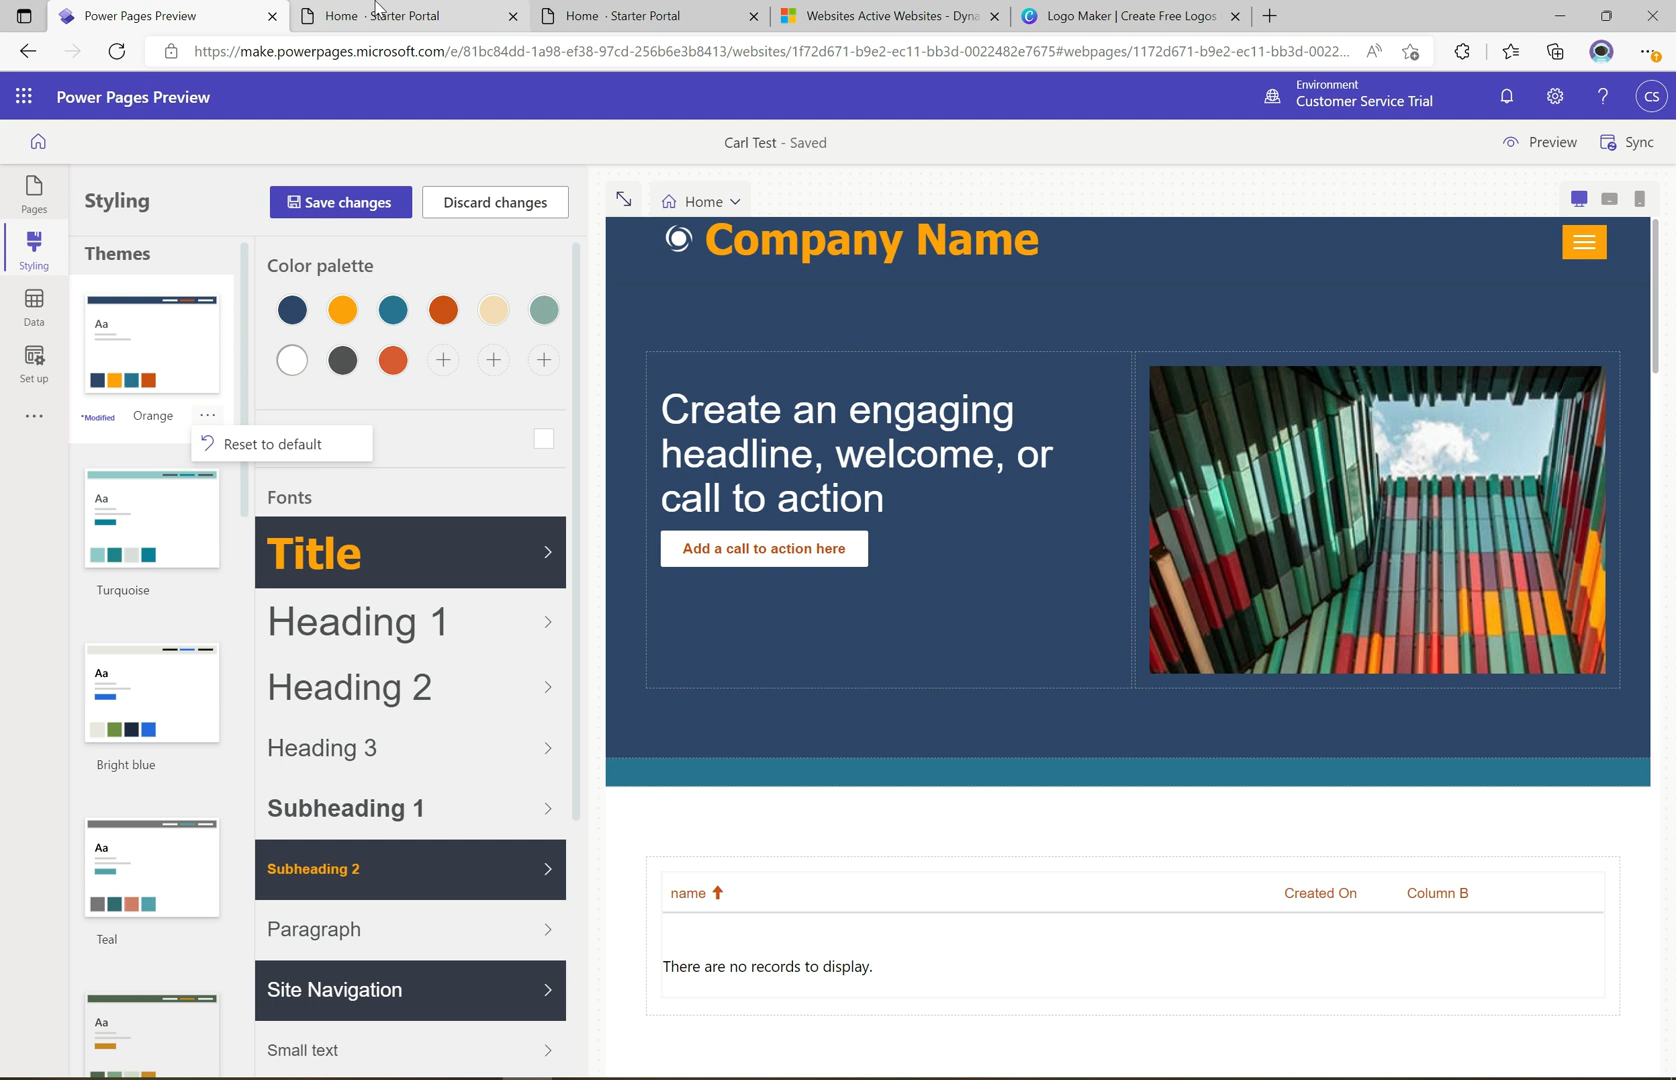 Power Pages Preview
Home · Starter Portal
Home · Starter Portal
Websites Active Websites - Dyna
Logo Maker | Create Free Logos
https://make.powerpages.microsoft.com/e/81bc84dd-1a98-ef38-97cd-256b6e3b8413/websites/1f72d671-b9e2-ec11-bb3d-0022482e7675#webpages/1172d671-b9e2-ec11-bb3d-0022...
Power Pages Preview
Environment
Customer Service Trial
CS
Carl Test - Saved
Preview
Sync
Pages
Styling
Data
Set up
Styling
Save changes
Discard changes
Themes
Aa
*Modified
Orange
Reset to default
Aa
Turquoise
Aa
Bright blue
Aa
Teal
Aa
Color palette
Fonts
Title
Heading 1
Heading 2
Heading 3
Subheading 1
Subheading 2
Paragraph
Site Navigation
Small text
Home
Company Name
Create an engaging
headline, welcome, or
call to action
Add a call to action here
name
Created On
Column B
There are no records to display.